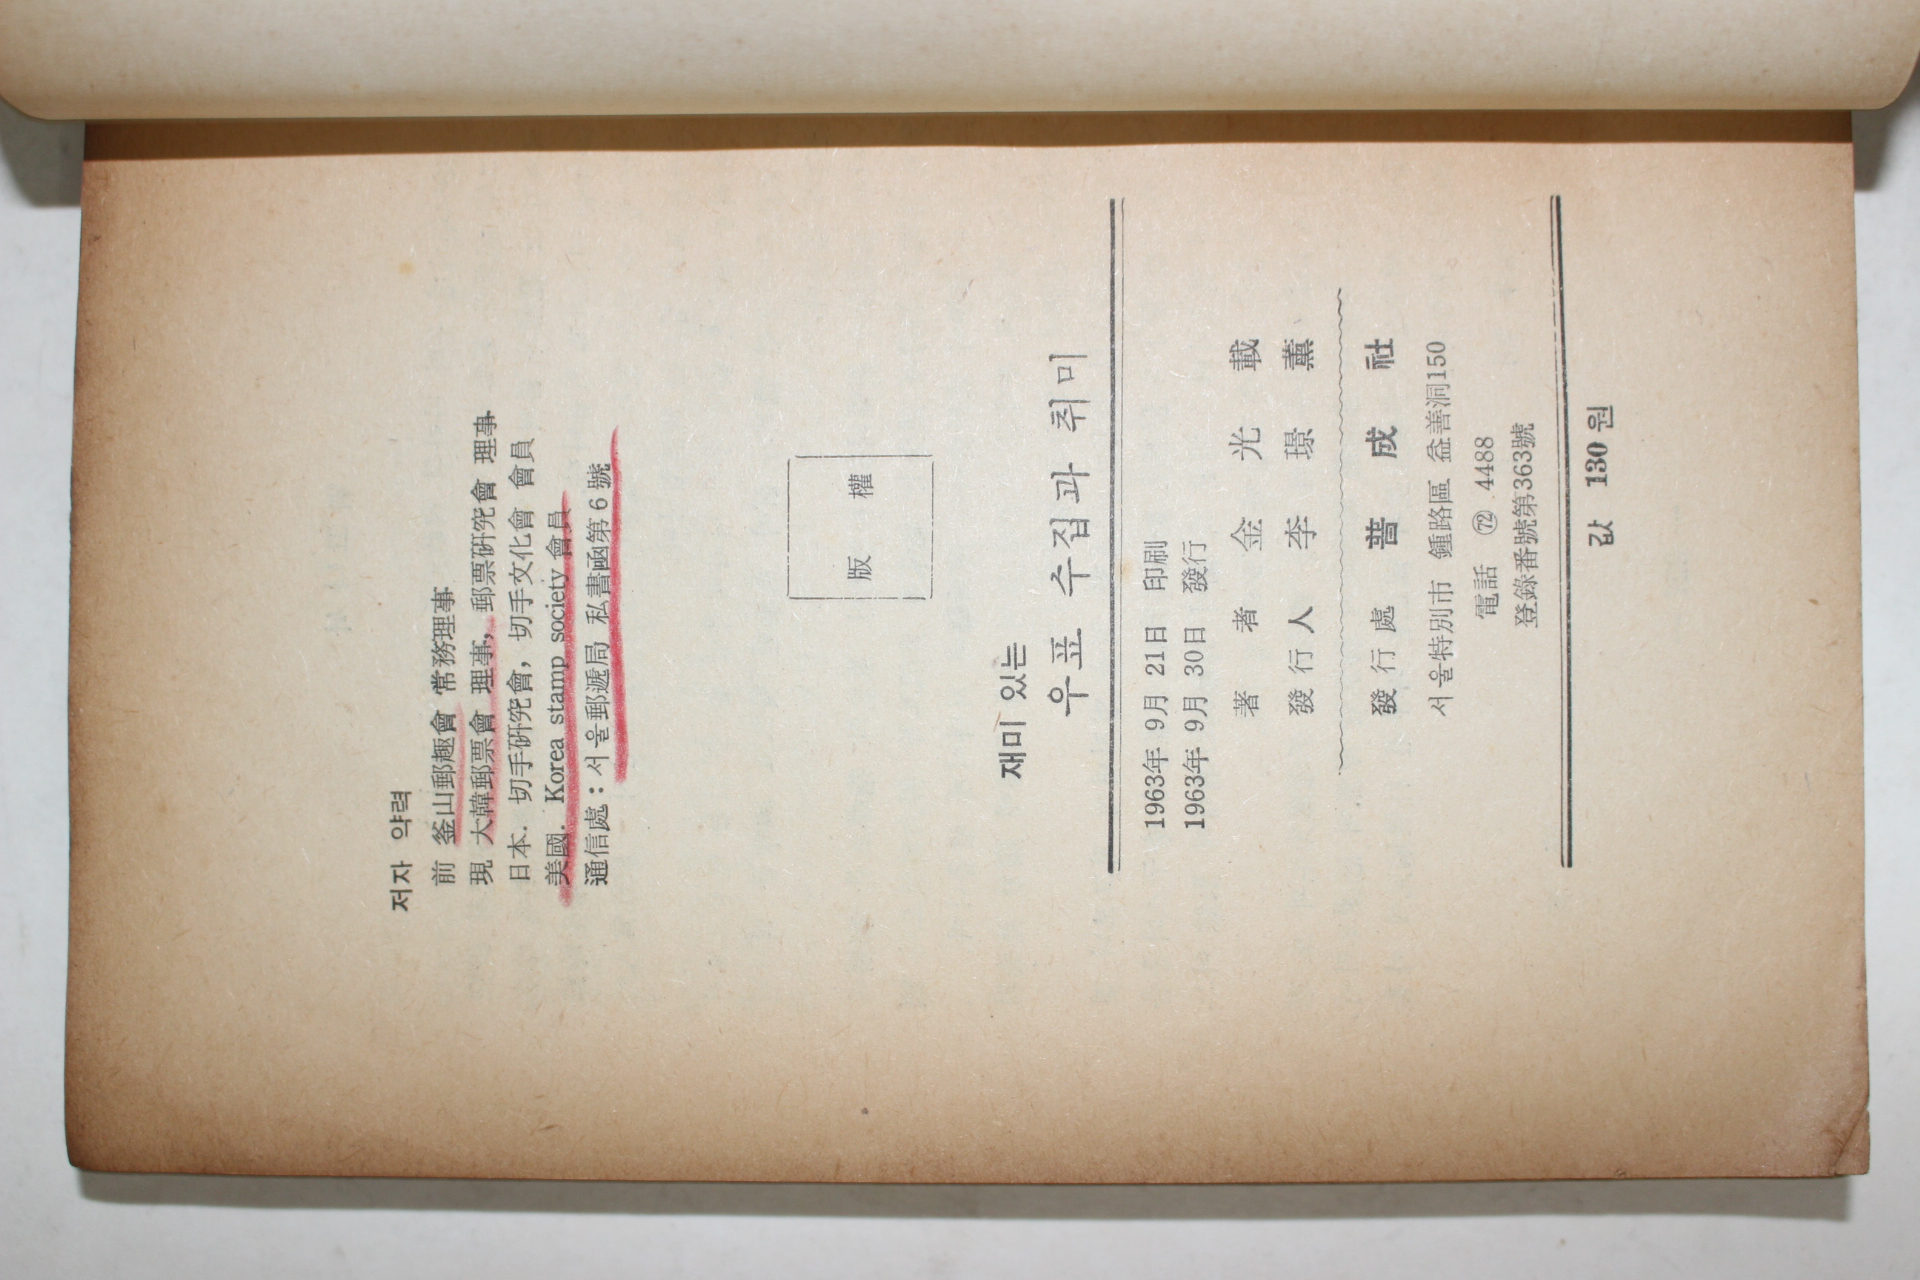 저자 약력
前 釜山郵趣會 常務理事
現 大韓郵票會 理事, 郵票硏究會 理事
日本. 切手硏究會, 切手文化會 會員
美國. Korea stamp society 會員
通信處: 서울郵遞局 私書函第6號
版 權
재미 있는
우표 수집과 취미
1963年 9月 21日 印刷
1963年 9月 30日 發行
著 者 金 光 載
發行人 李 璟 薰
發行處 普 成 社
서울特別市 鍾路區 益善洞150
電話 ㉒ 4488
登錄番號第363號
값 130원